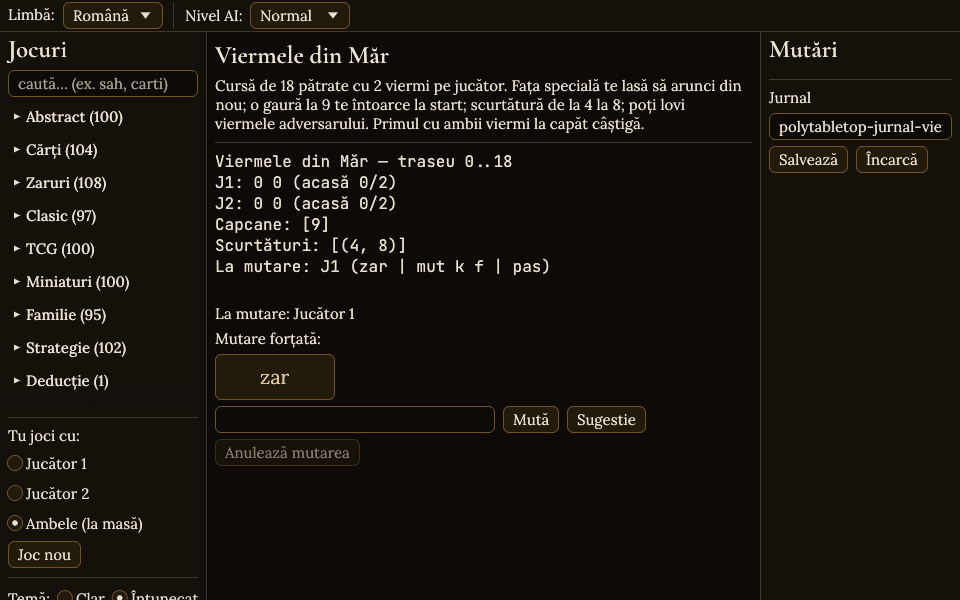 Limbă: Română ▼ Nivel AI: Normal ▼
Jocuri
caută... (ex. sah, carti)
▸ Abstract (100)
▸ Cărți (104)
▸ Zaruri (108)
▸ Clasic (97)
▸ TCG (100)
▸ Miniaturi (100)
▸ Familie (95)
▸ Strategie (102)
▸ Deducție (1)
Tu joci cu:
Jucător 1
Jucător 2
Ambele (la masă)
Joc nou
Temă: Clar Întunecat
Viermele din Măr
Cursă de 18 pătrate cu 2 viermi pe jucător. Fața specială te lasă să arunci din
nou; o gaură la 9 te întoarce la start; scurtătură de la 4 la 8; poți lovi
viermele adversarului. Primul cu ambii viermi la capăt câștigă.
Viermele din Măr — traseu 0..18
J1: 0 0 (acasă 0/2)
J2: 0 0 (acasă 0/2)
Capcane: [9]
Scurtături: [(4, 8)]
La mutare: J1 (zar | mut k f | pas)
La mutare: Jucător 1
Mutare forțată:
zar
Mută Sugestie
Anulează mutarea
Mutări
Jurnal
polytabletop-jurnal-vie
Salvează Încarcă